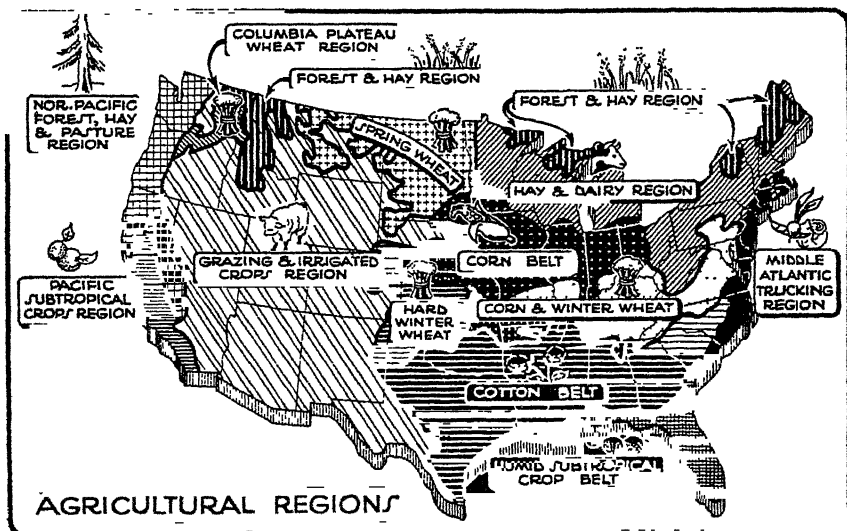 COLUMBIA PLATEAU
WHEAT REGION
FOREST & HAY REGION
NOR. PACIFIC
FOREST, HAY
& PASTURE
REGION
SPRING WHEAT
FOREST & HAY REGION
HAY & DAIRY REGION
PACIFIC
SUBTROPICAL
CROPS REGION
GRAZING & IRRIGATED
CROPS REGION
CORN BELT
HARD
WINTER
WHEAT
CORN & WINTER WHEAT
MIDDLE
ATLANTIC
TRUCKING
REGION
COTTON BELT
HUMID SUBTROPICAL
CROP BELT
AGRICULTURAL REGIONS